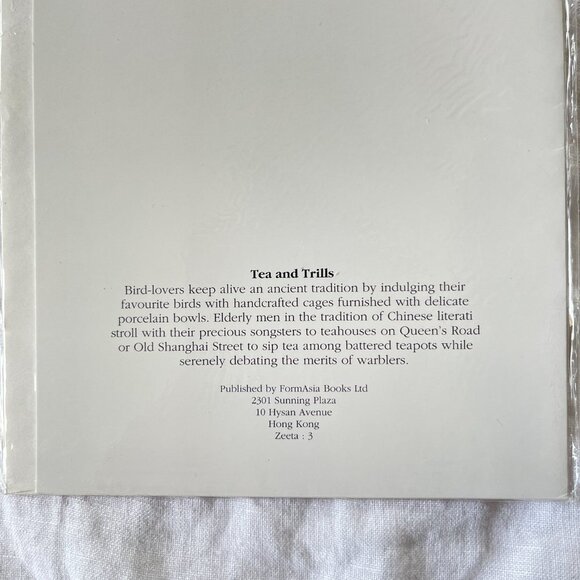 Tea and Trills
Bird-lovers keep alive an ancient tradition by indulging their
favourite birds with handcrafted cages furnished with delicate
porcelain bowls. Elderly men in the tradition of Chinese literati
stroll with their precious songsters to teahouses on Queen's Road
or Old Shanghai Street to sip tea among battered teapots while
serenely debating the merits of warblers.
Published by FormAsia Books Ltd
2301 Sunning Plaza
10 Hysan Avenue
Hong Kong
Zeeta : 3